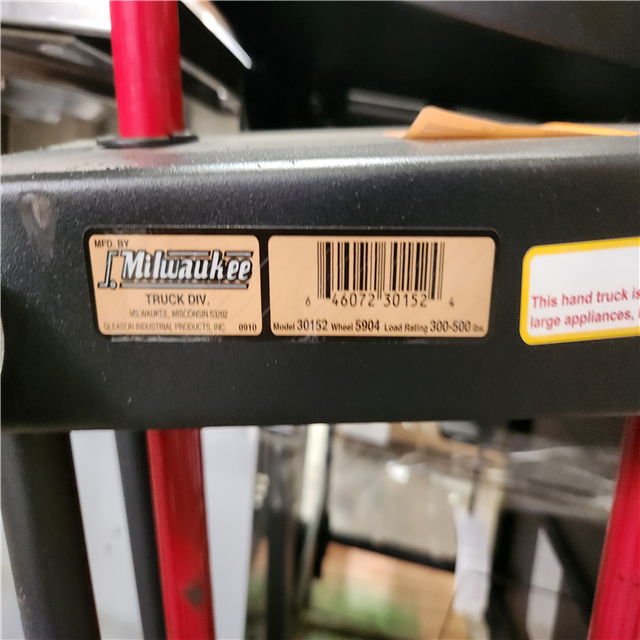 MFD. BY
Milwaukee
TRUCK DIV.
MILWAUKEE, WISCONSIN 53202
GLEASON INDUSTRIAL PRODUCTS, INC. 0910
6 46072 30152 4
Model 30152 Wheel 5904 Load Rating 300-500 lbs.
This hand truck is
large appliances,